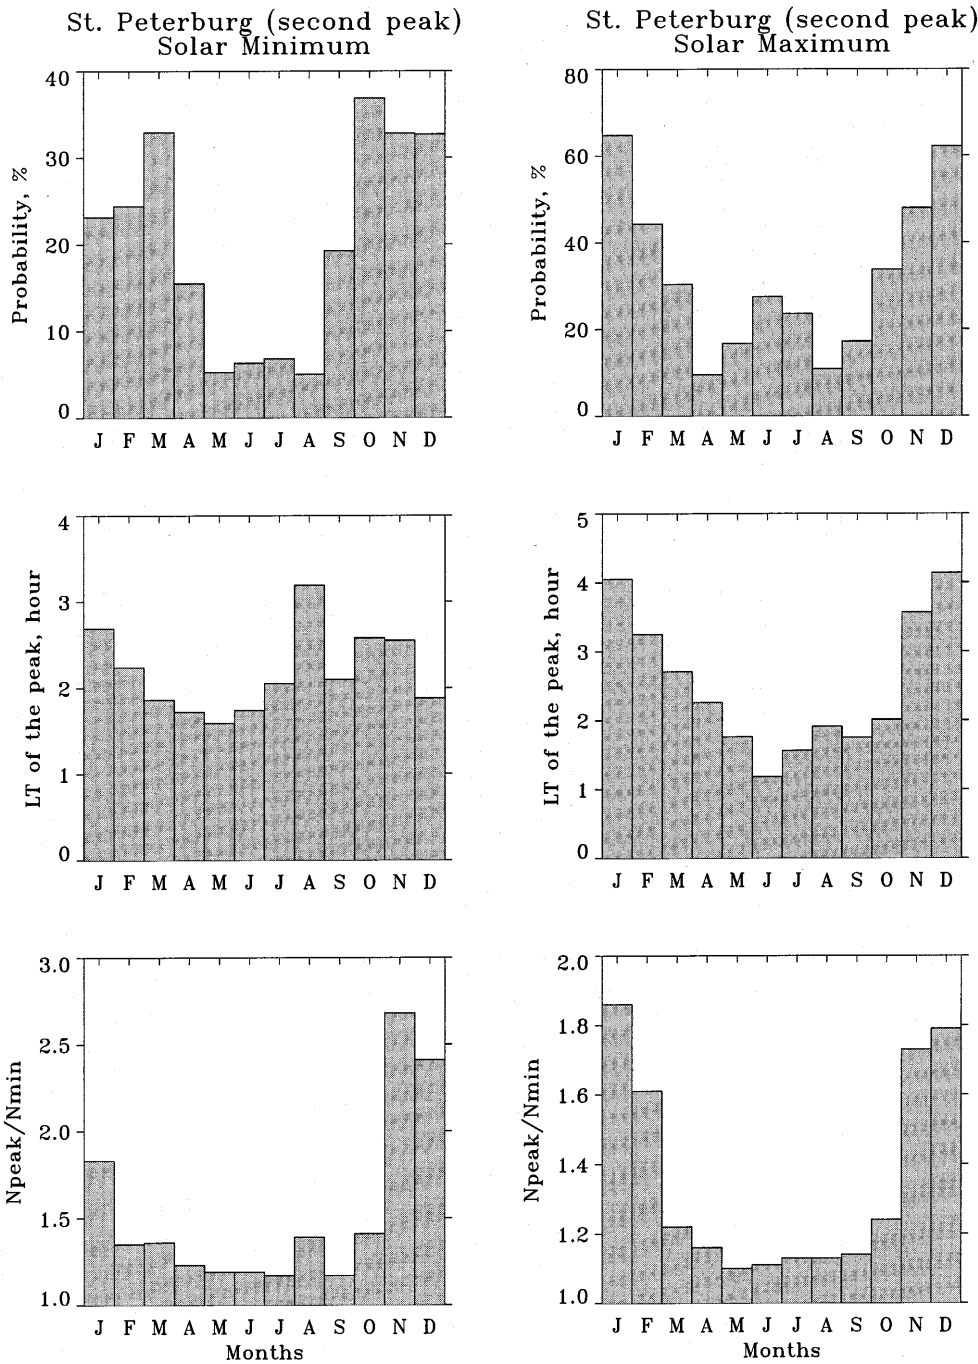 St. Peterburg (second peak)
Solar Minimum
40
30
20
10
0
Probability, %
J F M A M J J A S O N D
St. Peterburg (second peak)
Solar Maximum
80
60
40
20
0
Probability, %
J F M A M J J A S O N D
4
3
2
1
0
LT of the peak, hour
J F M A M J J A S O N D
5
4
3
2
1
0
LT of the peak, hour
J F M A M J J A S O N D
3.0
2.5
2.0
1.5
1.0
Npeak/Nmin
J F M A M J J A S O N D
Months
2.0
1.8
1.6
1.4
1.2
1.0
Npeak/Nmin
J F M A M J J A S O N D
Months